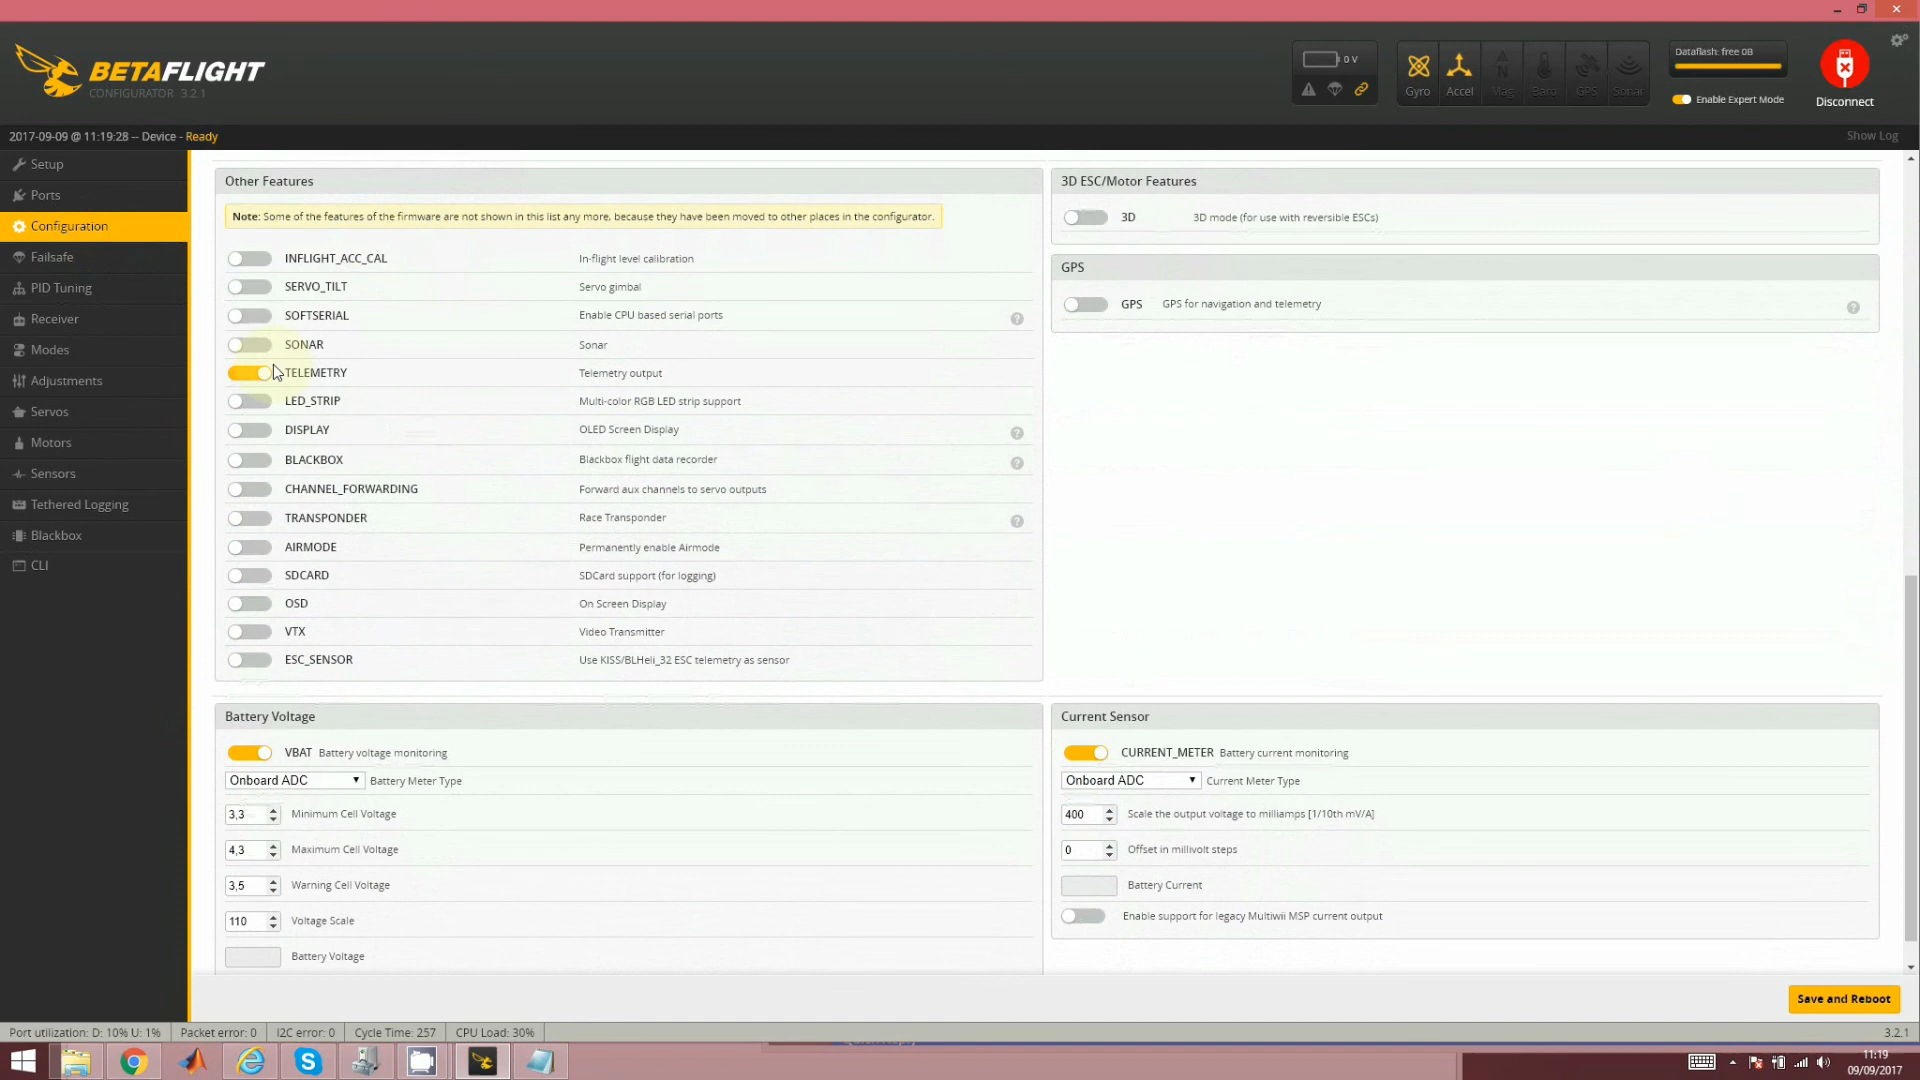 BETAFLIGHT
CONFIGURATOR 3.2.1
0 V
Gyro Accel Mag Baro GPS Sonar
Dataflash: free 0B
Enable Expert Mode
Disconnect
2017-09-09 @ 11:19:28 -- Device - Ready
Show Log
Setup
Ports
Configuration
Failsafe
PID Tuning
Receiver
Modes
Adjustments
Servos
Motors
Sensors
Tethered Logging
Blackbox
CLI
Other Features
Note: Some of the features of the firmware are not shown in this list any more, because they have been moved to other places in the configurator.
INFLIGHT_ACC_CAL In-flight level calibration
SERVO_TILT Servo gimbal
SOFTSERIAL Enable CPU based serial ports ?
SONAR Sonar
TELEMETRY Telemetry output
LED_STRIP Multi-color RGB LED strip support
DISPLAY OLED Screen Display ?
BLACKBOX Blackbox flight data recorder ?
CHANNEL_FORWARDING Forward aux channels to servo outputs
TRANSPONDER Race Transponder ?
AIRMODE Permanently enable Airmode
SDCARD SDCard support (for logging)
OSD On Screen Display
VTX Video Transmitter
ESC_SENSOR Use KISS/BLHeli_32 ESC telemetry as sensor
3D ESC/Motor Features
3D 3D mode (for use with reversible ESCs)
GPS
GPS GPS for navigation and telemetry ?
Battery Voltage
VBAT Battery voltage monitoring
Onboard ADC Battery Meter Type
3,3 Minimum Cell Voltage
4,3 Maximum Cell Voltage
3,5 Warning Cell Voltage
110 Voltage Scale
Battery Voltage
Current Sensor
CURRENT_METER Battery current monitoring
Onboard ADC Current Meter Type
400 Scale the output voltage to milliamps [1/10th mV/A]
0 Offset in millivolt steps
Battery Current
Enable support for legacy Multiwii MSP current output
Save and Reboot
Port utilization: D: 10% U: 1% Packet error: 0 I2C error: 0 Cycle Time: 257 CPU Load: 30% 3.2.1
11:19
09/09/2017